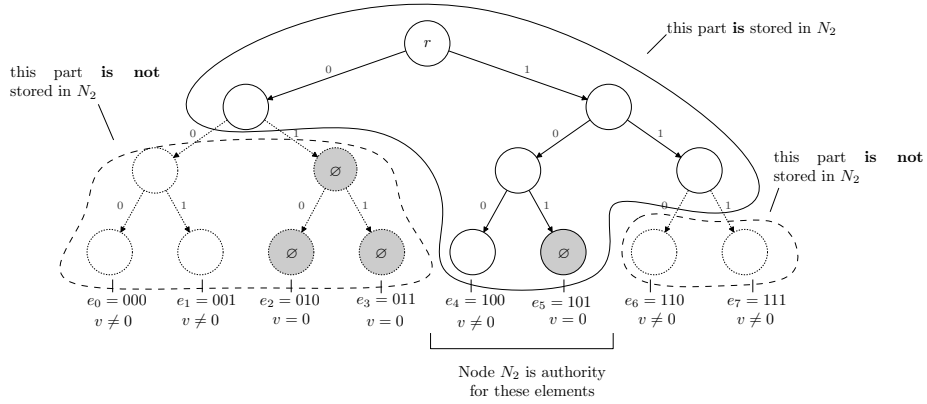 this part is stored in N₂
r
this part is not
stored in N₂
0
1
0
1
0
1
this part is not
stored in N₂
∅
0
1
0
1
0
1
0
1
∅
∅
∅
e₀ = 000
e₁ = 001
e₂ = 010
e₃ = 011
e₄ = 100
e₅ = 101
e₆ = 110
e₇ = 111
v ≠ 0
v ≠ 0
v = 0
v = 0
v ≠ 0
v = 0
v ≠ 0
v ≠ 0
Node N₂ is authority
for these elements